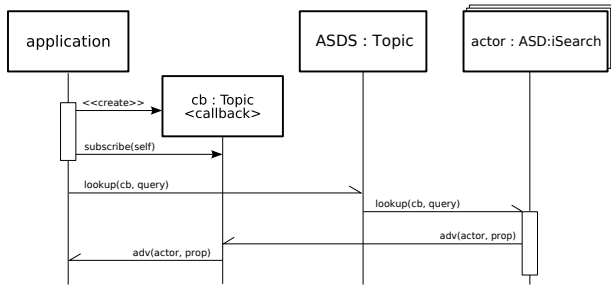 application
ASDS : Topic
actor : ASD:iSearch
<<create>>
cb : Topic
<callback>
subscribe(self)
lookup(cb, query)
lookup(cb, query)
adv(actor, prop)
adv(actor, prop)